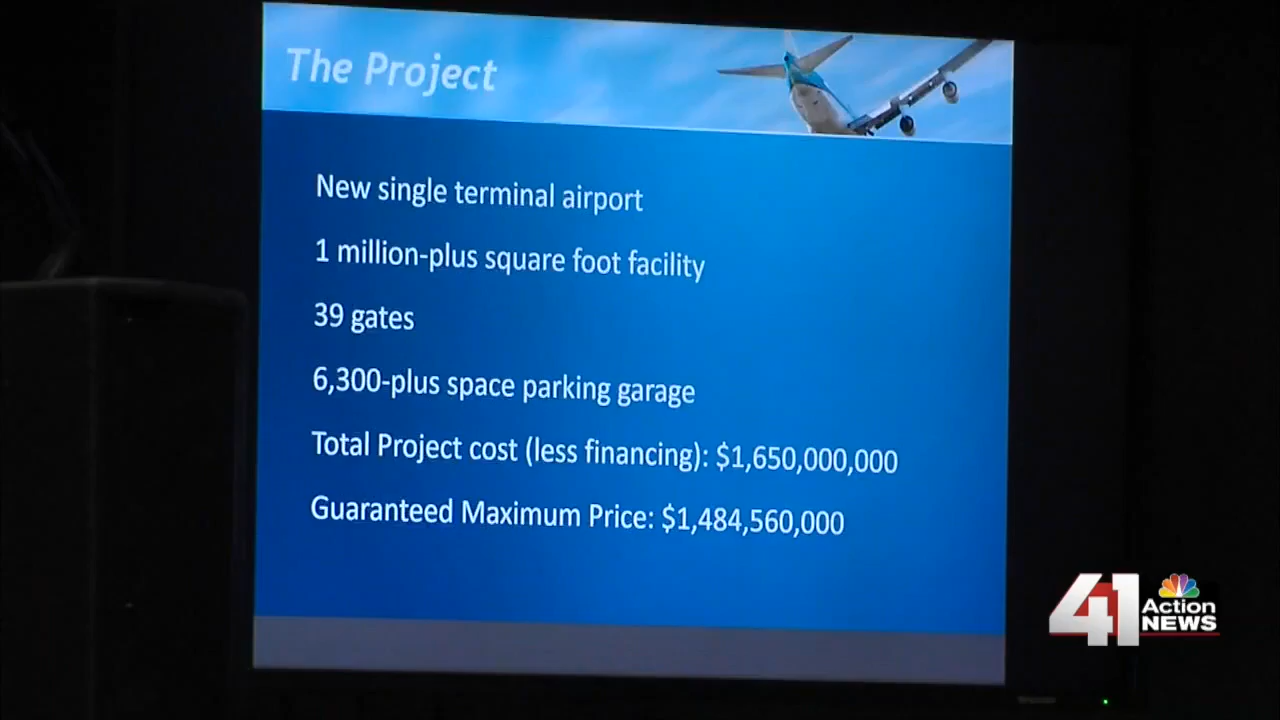 The Project
New single terminal airport
1 million-plus square foot facility
39 gates
6,300-plus space parking garage
Total Project cost (less financing): $1,650,000,000
Guaranteed Maximum Price: $1,484,560,000
41 Action
NEWS